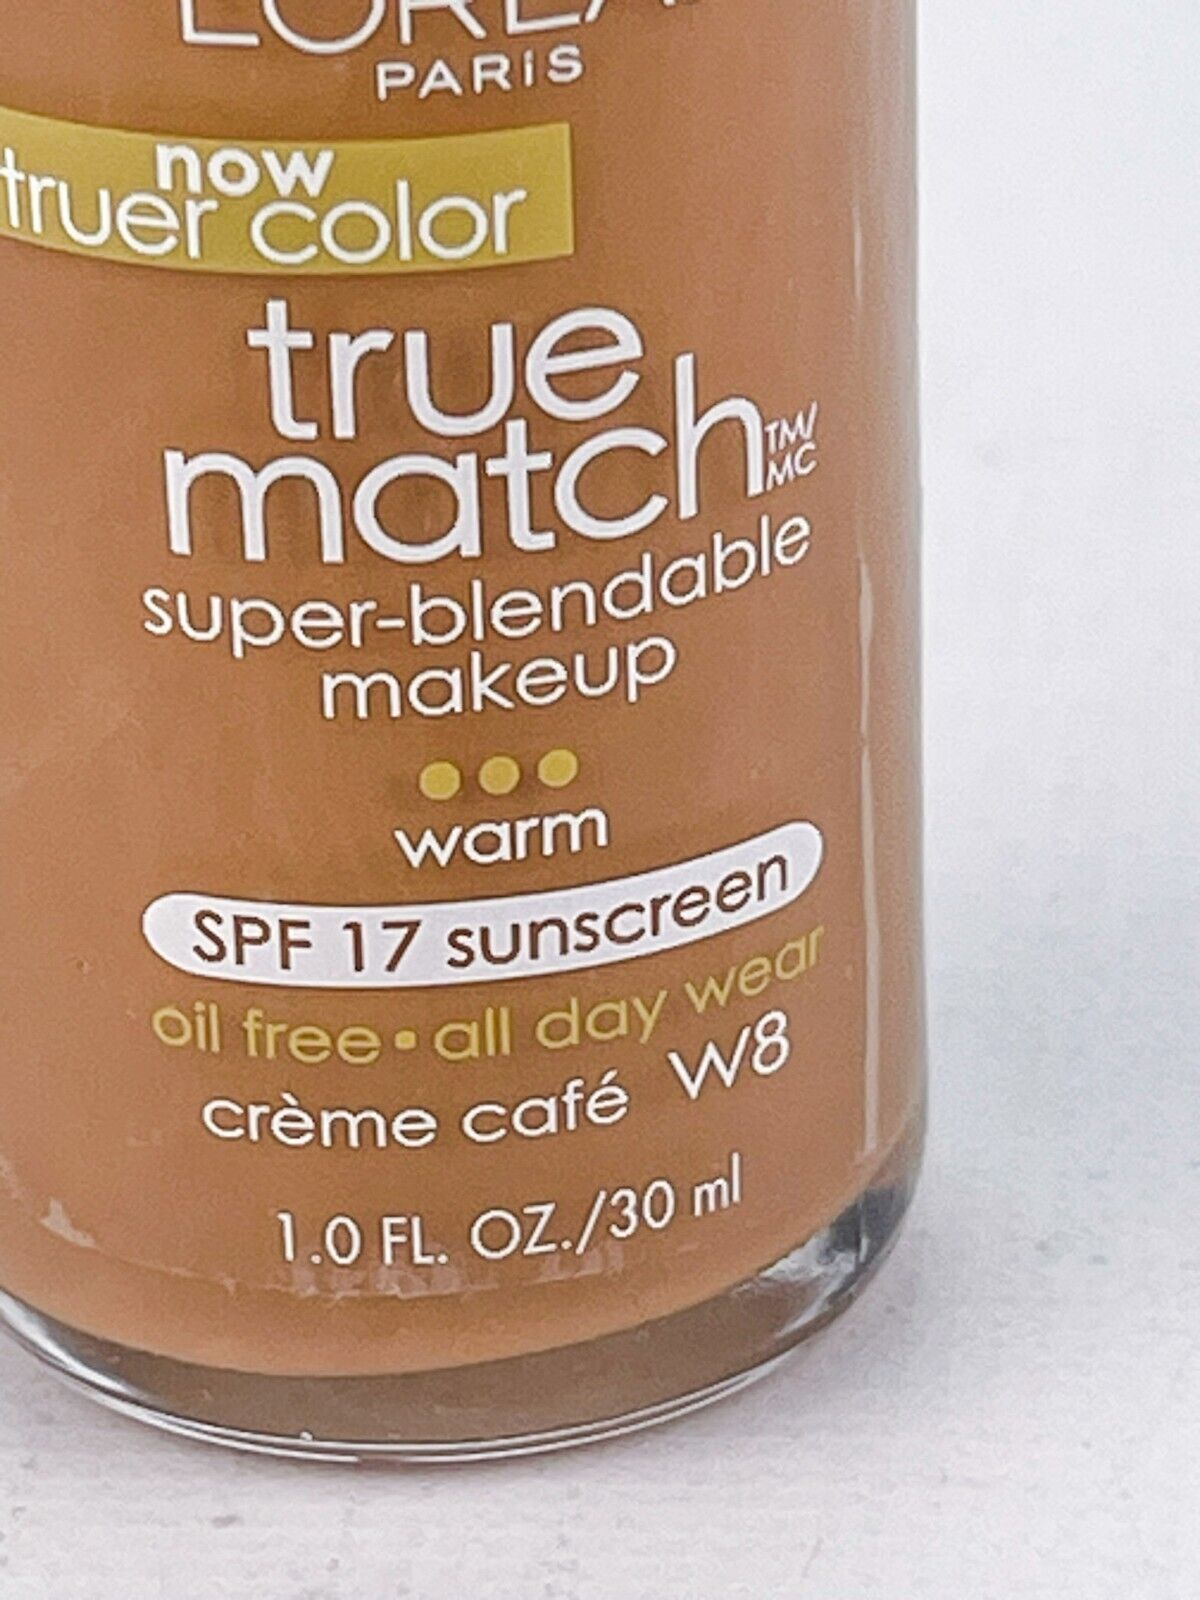 L'ORÉA
PARIS
now
truer color
true
match TM/
MC
super-blendable
makeup
warm
SPF 17 sunscreen
oil free • all day wear
crème café W8
1.0 FL. OZ./30 ml